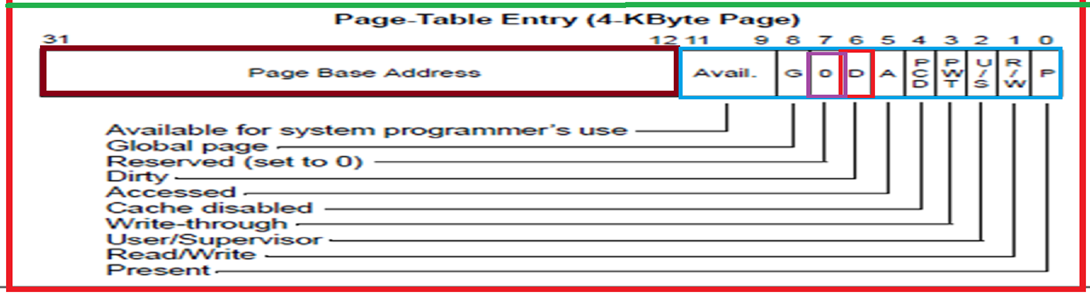 Page-Table Entry (4-KByte Page)
31 12 11 9 8 7 6 5 4 3 2 1 0
Page Base Address Avail. G 0 D A PCD PWT U/S R/W P
Available for system programmer's use
Global page
Reserved (set to 0)
Dirty
Accessed
Cache disabled
Write-through
User/Supervisor
Read/Write
Present